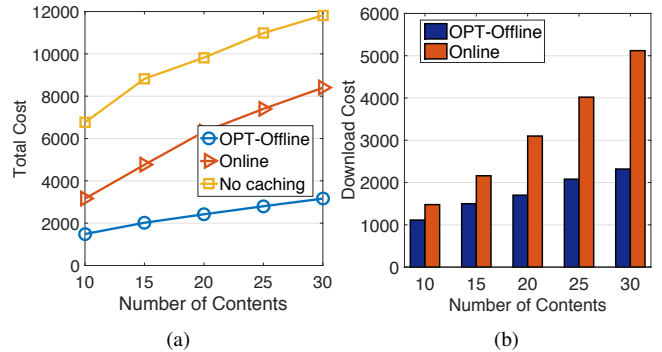 12000
10000
8000
6000
4000
2000
0
Total Cost
OPT-Offline
Online
No caching
10 15 20 25 30
Number of Contents
(a)
6000
5000
4000
3000
2000
1000
0
Download Cost
OPT-Offline
Online
10 15 20 25 30
Number of Contents
(b)